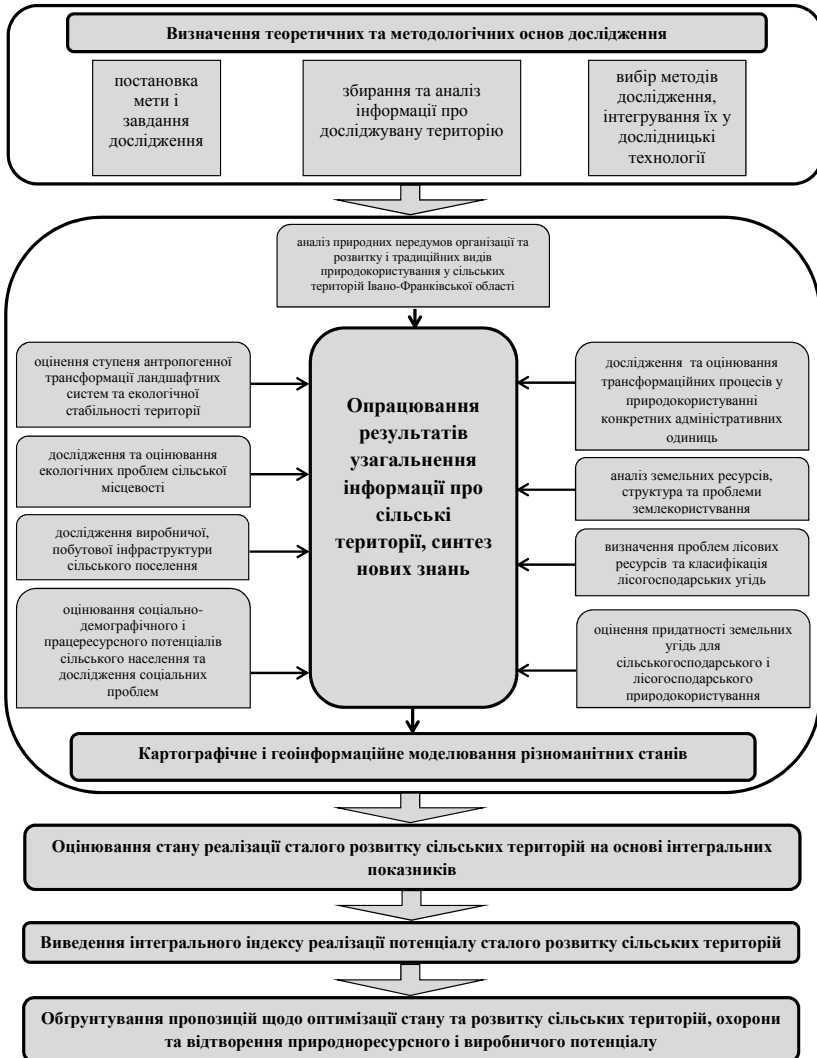 Визначення теоретичних та методологічних основ дослідження
постановка
мети і
завдання
дослідження
збирання та аналіз
інформації про
досліджувану територію
вибір методів
дослідження,
інтегрування їх у
дослідницькі
технології
аналіз природних передумов організації та
розвитку і традиційних видів
природокористування у сільських
територій Івано-Франківської області
оцінення ступеня антропогенної
трансформації ландшафтних
систем та екологічної
стабільності території
дослідження та оцінювання
екологічних проблем сільської
місцевості
дослідження виробничої,
побутової інфраструктури
сільського поселення
оцінювання соціально-
демографічного і
працересурсного потенціалів
сільського населення та
дослідження соціальних
проблем
Опрацювання
результатів
узагальнення
інформації про
сільські
території, синтез
нових знань
дослідження та оцінювання
трансформаційних процесів у
природокористуванні
конкретних адміністративних
одиниць
аналіз земельних ресурсів,
структура та проблеми
землекористування
визначення проблем лісових
ресурсів та класифікація
лісогосподарських угідь
оцінення придатності земельних
угідь для
сільськогосподарського і
лісогосподарського
природокористування
Картографічне і геоінформаційне моделювання різноманітних станів
Оцінювання стану реалізації сталого розвитку сільських територій на основі інтегральних
показників
Виведення інтегрального індексу реалізації потенціалу сталого розвитку сільських територій
Обґрунтування пропозицій щодо оптимізації стану та розвитку сільських територій, охорони
та відтворення природноресурсного і виробничого потенціалу